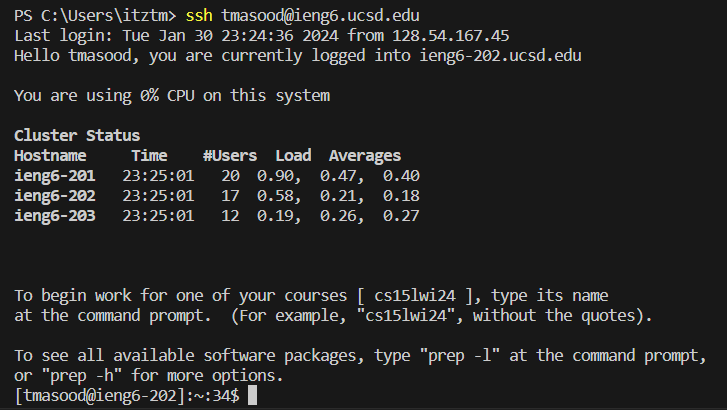 PS C:\Users\itztm> ssh tmasood@ieng6.ucsd.edu
Last login: Tue Jan 30 23:24:36 2024 from 128.54.167.45
Hello tmasood, you are currently logged into ieng6-202.ucsd.edu
You are using 0% CPU on this system
Cluster Status
Hostname     Time    #Users  Load  Averages
ieng6-201   23:25:01   20  0.90,  0.47,  0.40
ieng6-202   23:25:01   17  0.58,  0.21,  0.18
ieng6-203   23:25:01   12  0.19,  0.26,  0.27
To begin work for one of your courses [ cs15lwi24 ], type its name
at the command prompt.  (For example, "cs15lwi24", without the quotes).
To see all available software packages, type "prep -l" at the command prompt,
or "prep -h" for more options.
[tmasood@ieng6-202]:~:34$